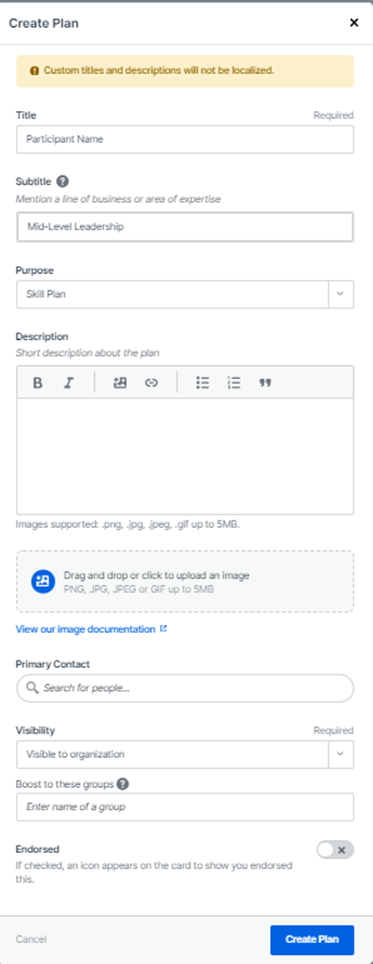 Create Plan
Custom titles and descriptions will not be localized.
Title Required
Participant Name
Subtitle
Mention a line of business or area of expertise
Mid-Level Leadership
Purpose
Skill Plan
Description
Short description about the plan
B I
Images supported: .png, .jpg, .jpeg, .gif up to 5MB.
Drag and drop or click to upload an image
PNG, JPG, JPEG or GIF up to 5MB
View our image documentation
Primary Contact
Search for people...
Visibility Required
Visible to organization
Boost to these groups
Enter name of a group
Endorsed
If checked, an icon appears on the card to show you endorsed
this.
Cancel Create Plan